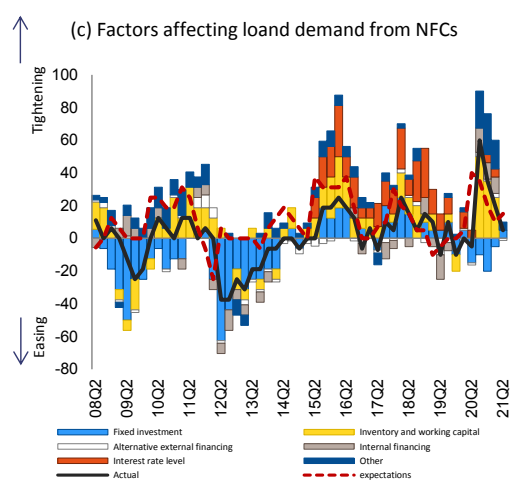 (c) Factors affecting loand demand from NFCs
Tightening
Easing
100
80
60
40
20
0
-20
-40
-60
-80
08Q2
09Q2
10Q2
11Q2
12Q2
13Q2
14Q2
15Q2
16Q2
17Q2
18Q2
19Q2
20Q2
21Q2
Fixed investment
Inventory and working capital
Alternative external financing
Internal financing
Interest rate level
Other
Actual
expectations